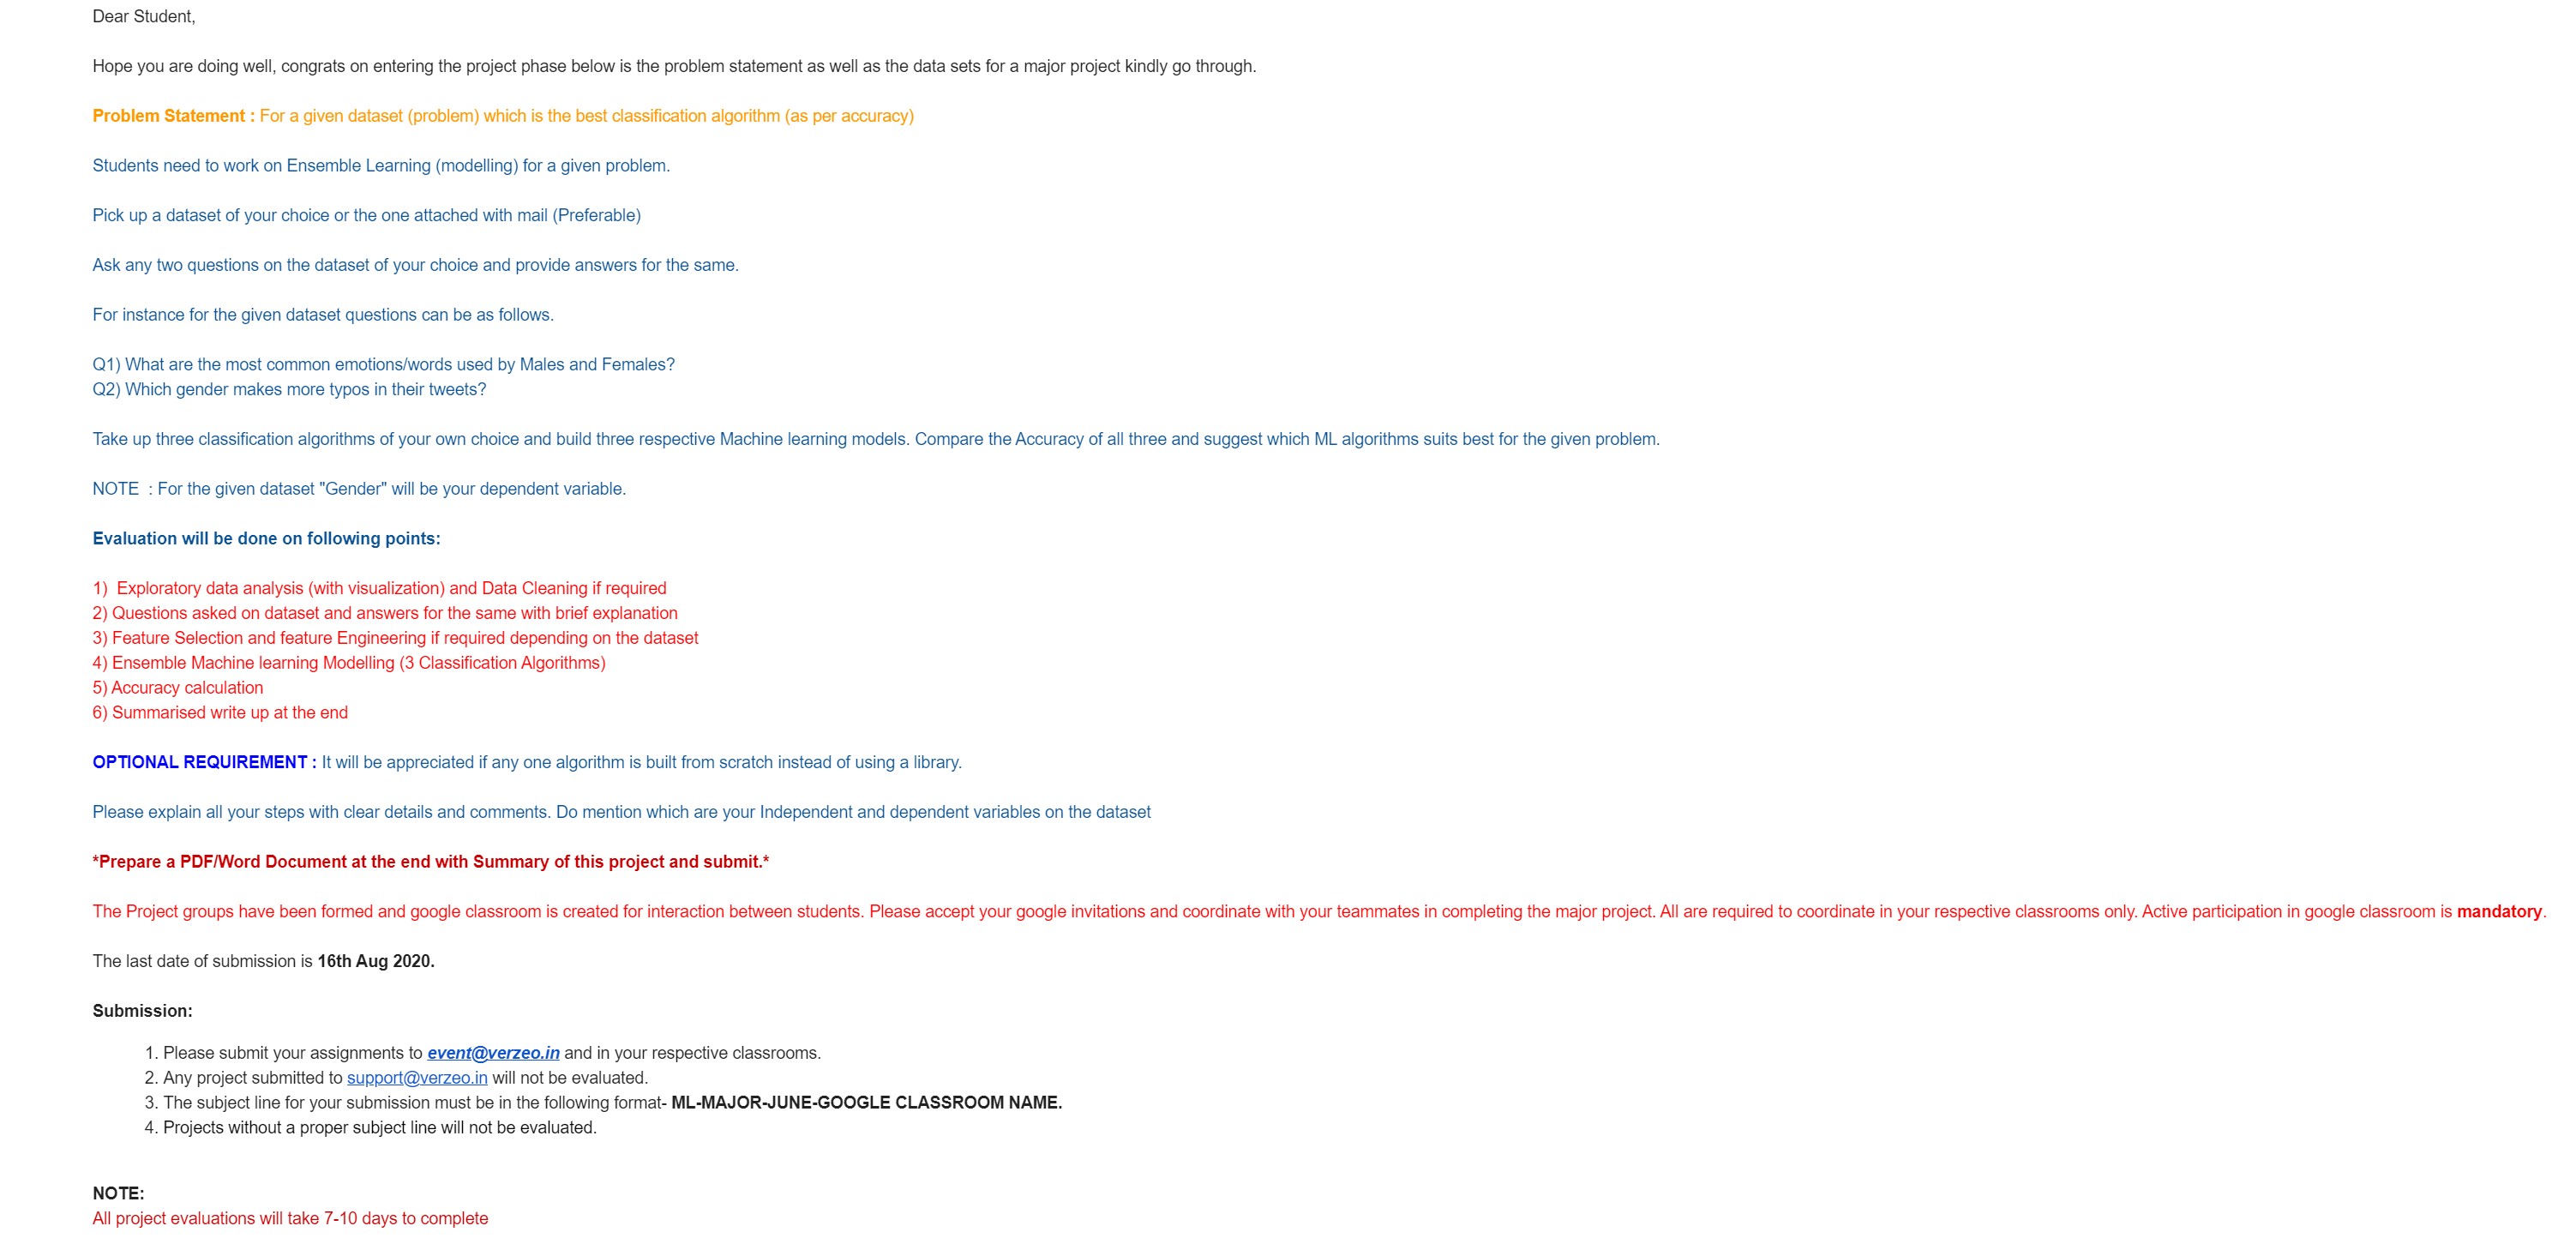 Dear Student,
Hope you are doing well, congrats on entering the project phase below is the problem statement as well as the data sets for a major project kindly go through.
Problem Statement : For a given dataset (problem) which is the best classification algorithm (as per accuracy)
Students need to work on Ensemble Learning (modelling) for a given problem.
Pick up a dataset of your choice or the one attached with mail (Preferable)
Ask any two questions on the dataset of your choice and provide answers for the same.
For instance for the given dataset questions can be as follows.
Q1) What are the most common emotions/words used by Males and Females?
Q2) Which gender makes more typos in their tweets?
Take up three classification algorithms of your own choice and build three respective Machine learning models. Compare the Accuracy of all three and suggest which ML algorithms suits best for the given problem.
NOTE  : For the given dataset "Gender" will be your dependent variable.
Evaluation will be done on following points:
1)  Exploratory data analysis (with visualization) and Data Cleaning if required
2) Questions asked on dataset and answers for the same with brief explanation
3) Feature Selection and feature Engineering if required depending on the dataset
4) Ensemble Machine learning Modelling (3 Classification Algorithms)
5) Accuracy calculation
6) Summarised write up at the end
OPTIONAL REQUIREMENT : It will be appreciated if any one algorithm is built from scratch instead of using a library.
Please explain all your steps with clear details and comments. Do mention which are your Independent and dependent variables on the dataset
*Prepare a PDF/Word Document at the end with Summary of this project and submit.*
The Project groups have been formed and google classroom is created for interaction between students. Please accept your google invitations and coordinate with your teammates in completing the major project. All are required to coordinate in your respective classrooms only. Active participation in google classroom is mandatory.
The last date of submission is 16th Aug 2020.
Submission:
1. Please submit your assignments to event@verzeo.in and in your respective classrooms.
2. Any project submitted to support@verzeo.in will not be evaluated.
3. The subject line for your submission must be in the following format- ML-MAJOR-JUNE-GOOGLE CLASSROOM NAME.
4. Projects without a proper subject line will not be evaluated.
NOTE:
All project evaluations will take 7-10 days to complete